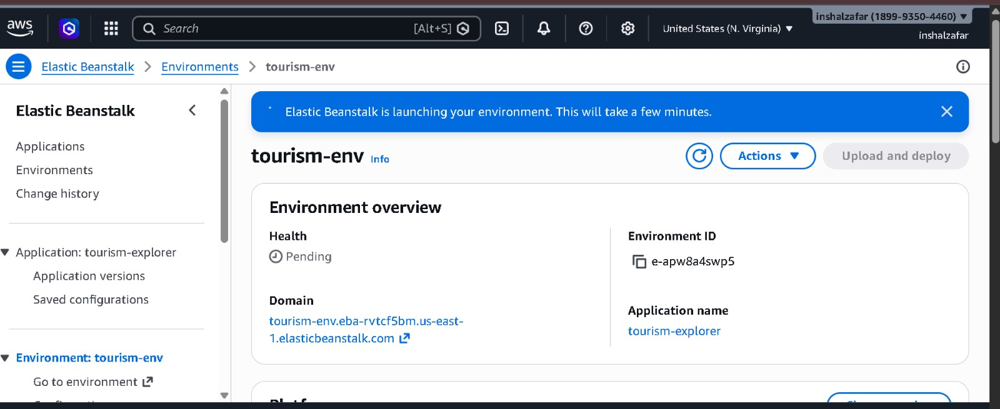 aws
Search
[Alt+S]
United States (N. Virginia) ▼
inshalzafar (1899-9350-4460) ▼
inshalzafar
Elastic Beanstalk > Environments > tourism-env
Elastic Beanstalk
Applications
Environments
Change history
Application: tourism-explorer
Application versions
Saved configurations
Environment: tourism-env
Go to environment
Elastic Beanstalk is launching your environment. This will take a few minutes.
tourism-env Info
Actions ▼
Upload and deploy
Environment overview
Health
Pending
Domain
tourism-env.eba-rvtcf5bm.us-east-
1.elasticbeanstalk.com
Environment ID
e-apw8a4swp5
Application name
tourism-explorer